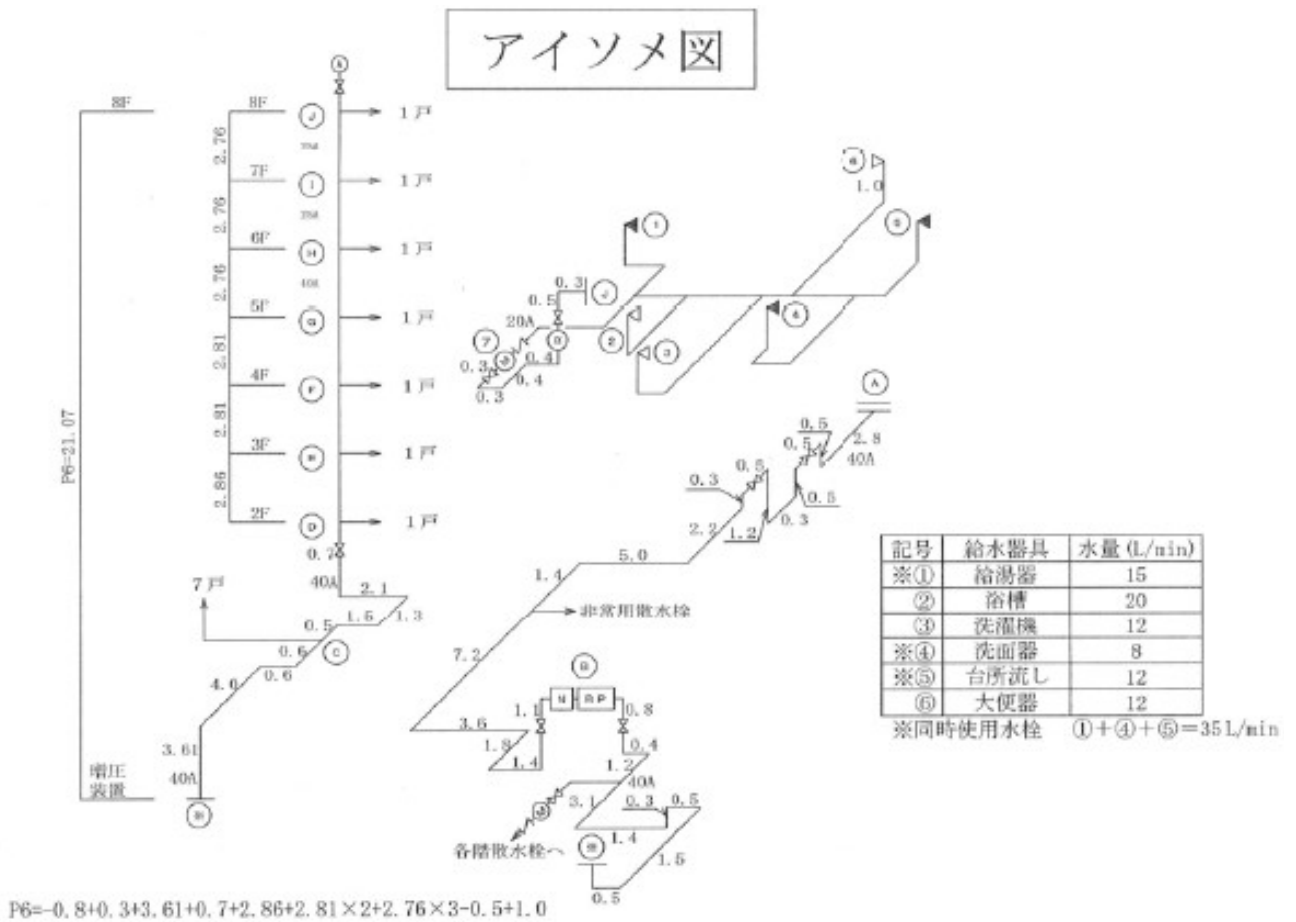 アイソメ図
8F
8F
J
1戸
2.76
7F
I
1戸
2.76
6F
H
1戸
2.76
40A
5F
G
1戸
2.81
4F
F
1戸
2.81
3F
1戸
2.86
2F
D
1戸
P6=21.07
0.7
40A
2.1
1.3
7戸
0.5
C
0.6
0.6
4.0
3.61
40A
増圧
装置
⑥
1.0
①
0.3
J
0.5
20A
②
③
④
⑦
0.3
0.4
0.4
0.3
A
0.5
2.8
40A
0.5
0.5
0.3
0.5
1.2
0.3
2.2
5.0
1.4
非常用散水栓
7.2
B
1.1
0.8
3.6
1.8
1.4
0.4
1.2
40A
3.1
0.3
0.5
各階散水栓へ
1.4
1.5
0.5
記号 給水器具 水量(L/min)
※① 給湯器 15
② 浴槽 20
③ 洗濯機 12
※④ 洗面器 8
※⑤ 台所流し 12
⑥ 大便器 12
※同時使用水栓 ①+④+⑤=35L/min
P6=-0.8+0.3+3.61+0.7+2.86+2.81×2+2.76×3-0.5+1.0